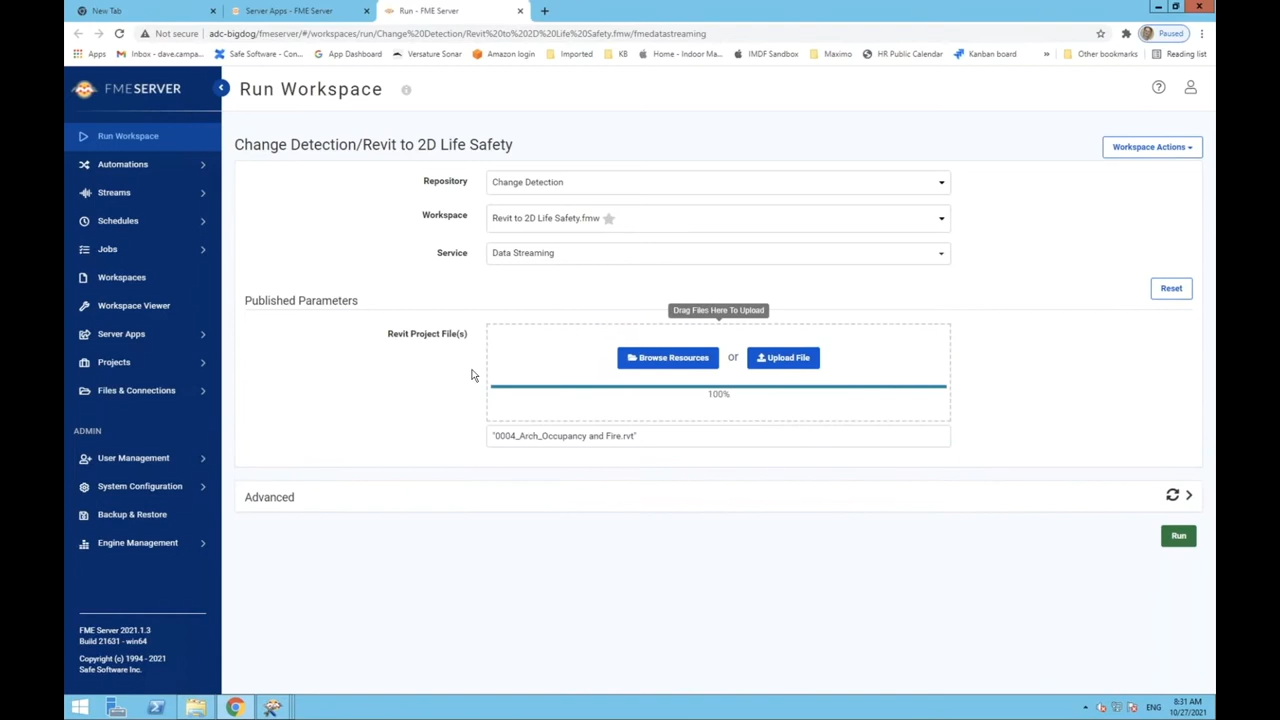 New Tab
Server Apps - FME Server
Run - FME Server
Not secure
adc-bigdog/fmeserver/#/workspaces/run/Change%20Detection/Revit%20to%202D%20Life%20Safety.fmw/fmedatastreaming
Paused
Apps
Inbox - dave.campa...
Safe Software - Con...
App Dashboard
Versature Sonar
Amazon login
Imported
KB
Home - Indoor Ma...
IMDF Sandbox
Maximo
HR Public Calendar
Kanban board
»
Other bookmarks
Reading list
FMESERVER
Run Workspace
Run Workspace
Automations
Streams
Schedules
Jobs
Workspaces
Workspace Viewer
Server Apps
Projects
Files & Connections
ADMIN
User Management
System Configuration
Backup & Restore
Engine Management
FME Server 2021.1.3
Build 21631 - win64
Copyright (c) 1994 - 2021
Safe Software Inc.
Change Detection/Revit to 2D Life Safety
Workspace Actions
Repository
Change Detection
Workspace
Revit to 2D Life Safety.fmw
Service
Data Streaming
Reset
Published Parameters
Drag Files Here To Upload
Revit Project File(s)
Browse Resources
or
Upload File
100%
"0004_Arch_Occupancy and Fire.rvt"
Advanced
Run
ENG
8:31 AM
10/27/2021